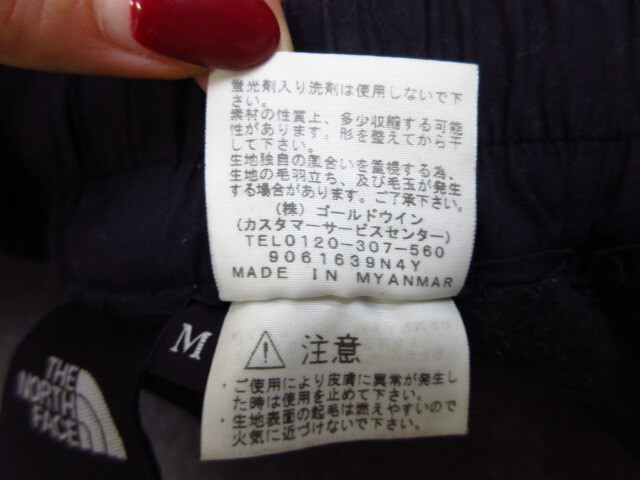 蛍光剤入り洗剤は使用しないで下
さい。
素材の性質上、多少収縮する可能
性があります。形を整えてから干
して下さい。
生地独自の風合いを重視する為、
生地の毛羽立ち、及び毛玉が発生
する場合があります。ご了承下さい。
(株)ゴールドウイン
(カスタマーサービスセンター)
TEL0120-307-560
9061639N4Y
MADE IN MYANMAR
注意
・ご使用により皮膚に異常が発生し
た時は使用を止めて下さい。
・生地表面の起毛は燃えやすいので
火気に近づけないで下さい。
M
THE
NORTH
FACE